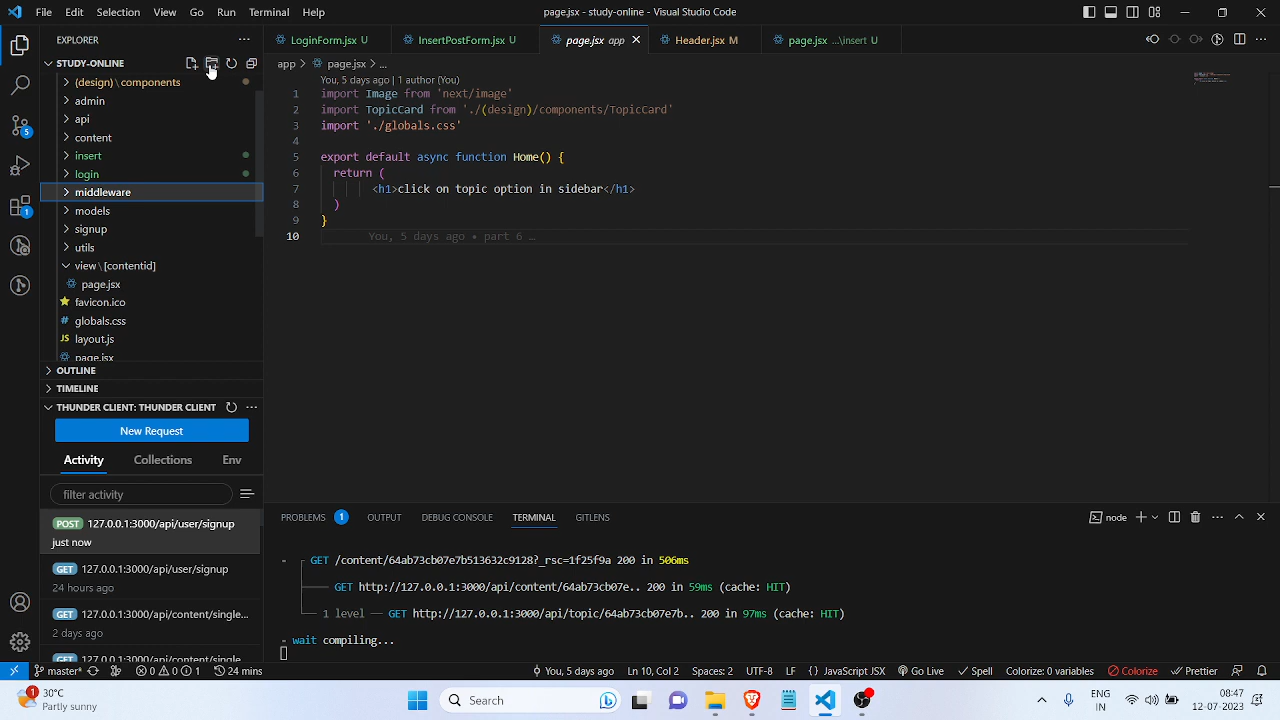 File Edit Selection View Go Run Terminal Help
page.jsx - study-online - Visual Studio Code
EXPLORER
LoginForm.jsx U
InsertPostForm.jsx U
page.jsx app
Header.jsx M
page.jsx ...\insert U
STUDY-ONLINE
app > page.jsx > ...
(design) \ components
admin
api
content
insert
login
middleware
models
signup
utils
view \ [contentid]
page.jsx
favicon.ico
globals.css
layout.js
page.jsx
OUTLINE
TIMELINE
THUNDER CLIENT: THUNDER CLIENT
New Request
Activity Collections Env
filter activity
POST 127.0.0.1:3000/api/user/signup
just now
GET 127.0.0.1:3000/api/user/signup
24 hours ago
GET 127.0.0.1:3000/api/content/single...
2 days ago
GET 127.0.0.1:3000/api/content/single...
You, 5 days ago | 1 author (You)
1 import Image from 'next/image'
2 import TopicCard from './(design)/components/TopicCard'
3 import './globals.css'
4
5 export default async function Home() {
6 return (
7 <h1>click on topic option in sidebar</h1>
8 )
9 }
10 You, 5 days ago • part 6 …
PROBLEMS 1 OUTPUT DEBUG CONSOLE TERMINAL GITLENS
node
- GET /content/64ab73cb07e7b513632c9128?_rsc=1f25f9a 200 in 506ms
GET http://127.0.0.1:3000/api/content/64ab73cb07e.. 200 in 59ms (cache: HIT)
1 level ── GET http://127.0.0.1:3000/api/topic/64ab73cb07e7b.. 200 in 97ms (cache: HIT)
- wait compiling...
5
1
master* 0 0 1 24 mins
You, 5 days ago Ln 10, Col 2 Spaces: 2 UTF-8 LF { } JavaScript JSX Go Live Spell Colorize: 0 variables Colorize Prettier
1
30°C
Partly sunny
Search
ENG
IN
08:47
12-07-2023